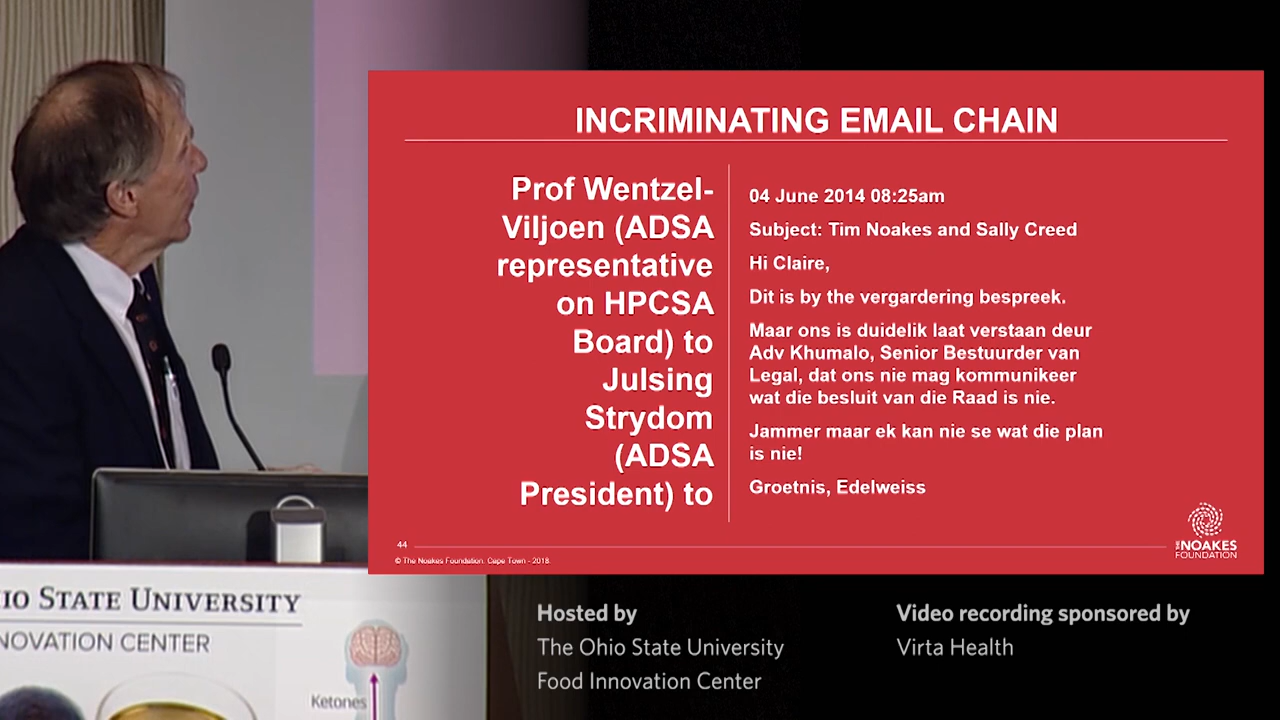 INCRIMINATING EMAIL CHAIN
Prof Wentzel-
Viljoen (ADSA
representative
on HPCSA
Board) to
Julsing
Strydom
(ADSA
President) to
04 June 2014 08:25am
Subject: Tim Noakes and Sally Creed
Hi Claire,
Dit is by the vergardering bespreek.
Maar ons is duidelik laat verstaan deur
Adv Khumalo, Senior Bestuurder van
Legal, dat ons nie mag kommunikeer
wat die besluit van die Raad is nie.
Jammer maar ek kan nie se wat die plan
is nie!
Groetnis, Edelweiss
44
© The Noakes Foundation. Cape Town - 2018
THE NOAKES
FOUNDATION
IO STATE UNIVERSITY
NOVATION CENTER
Ketones
Hosted by
The Ohio State University
Food Innovation Center
Video recording sponsored by
Virta Health